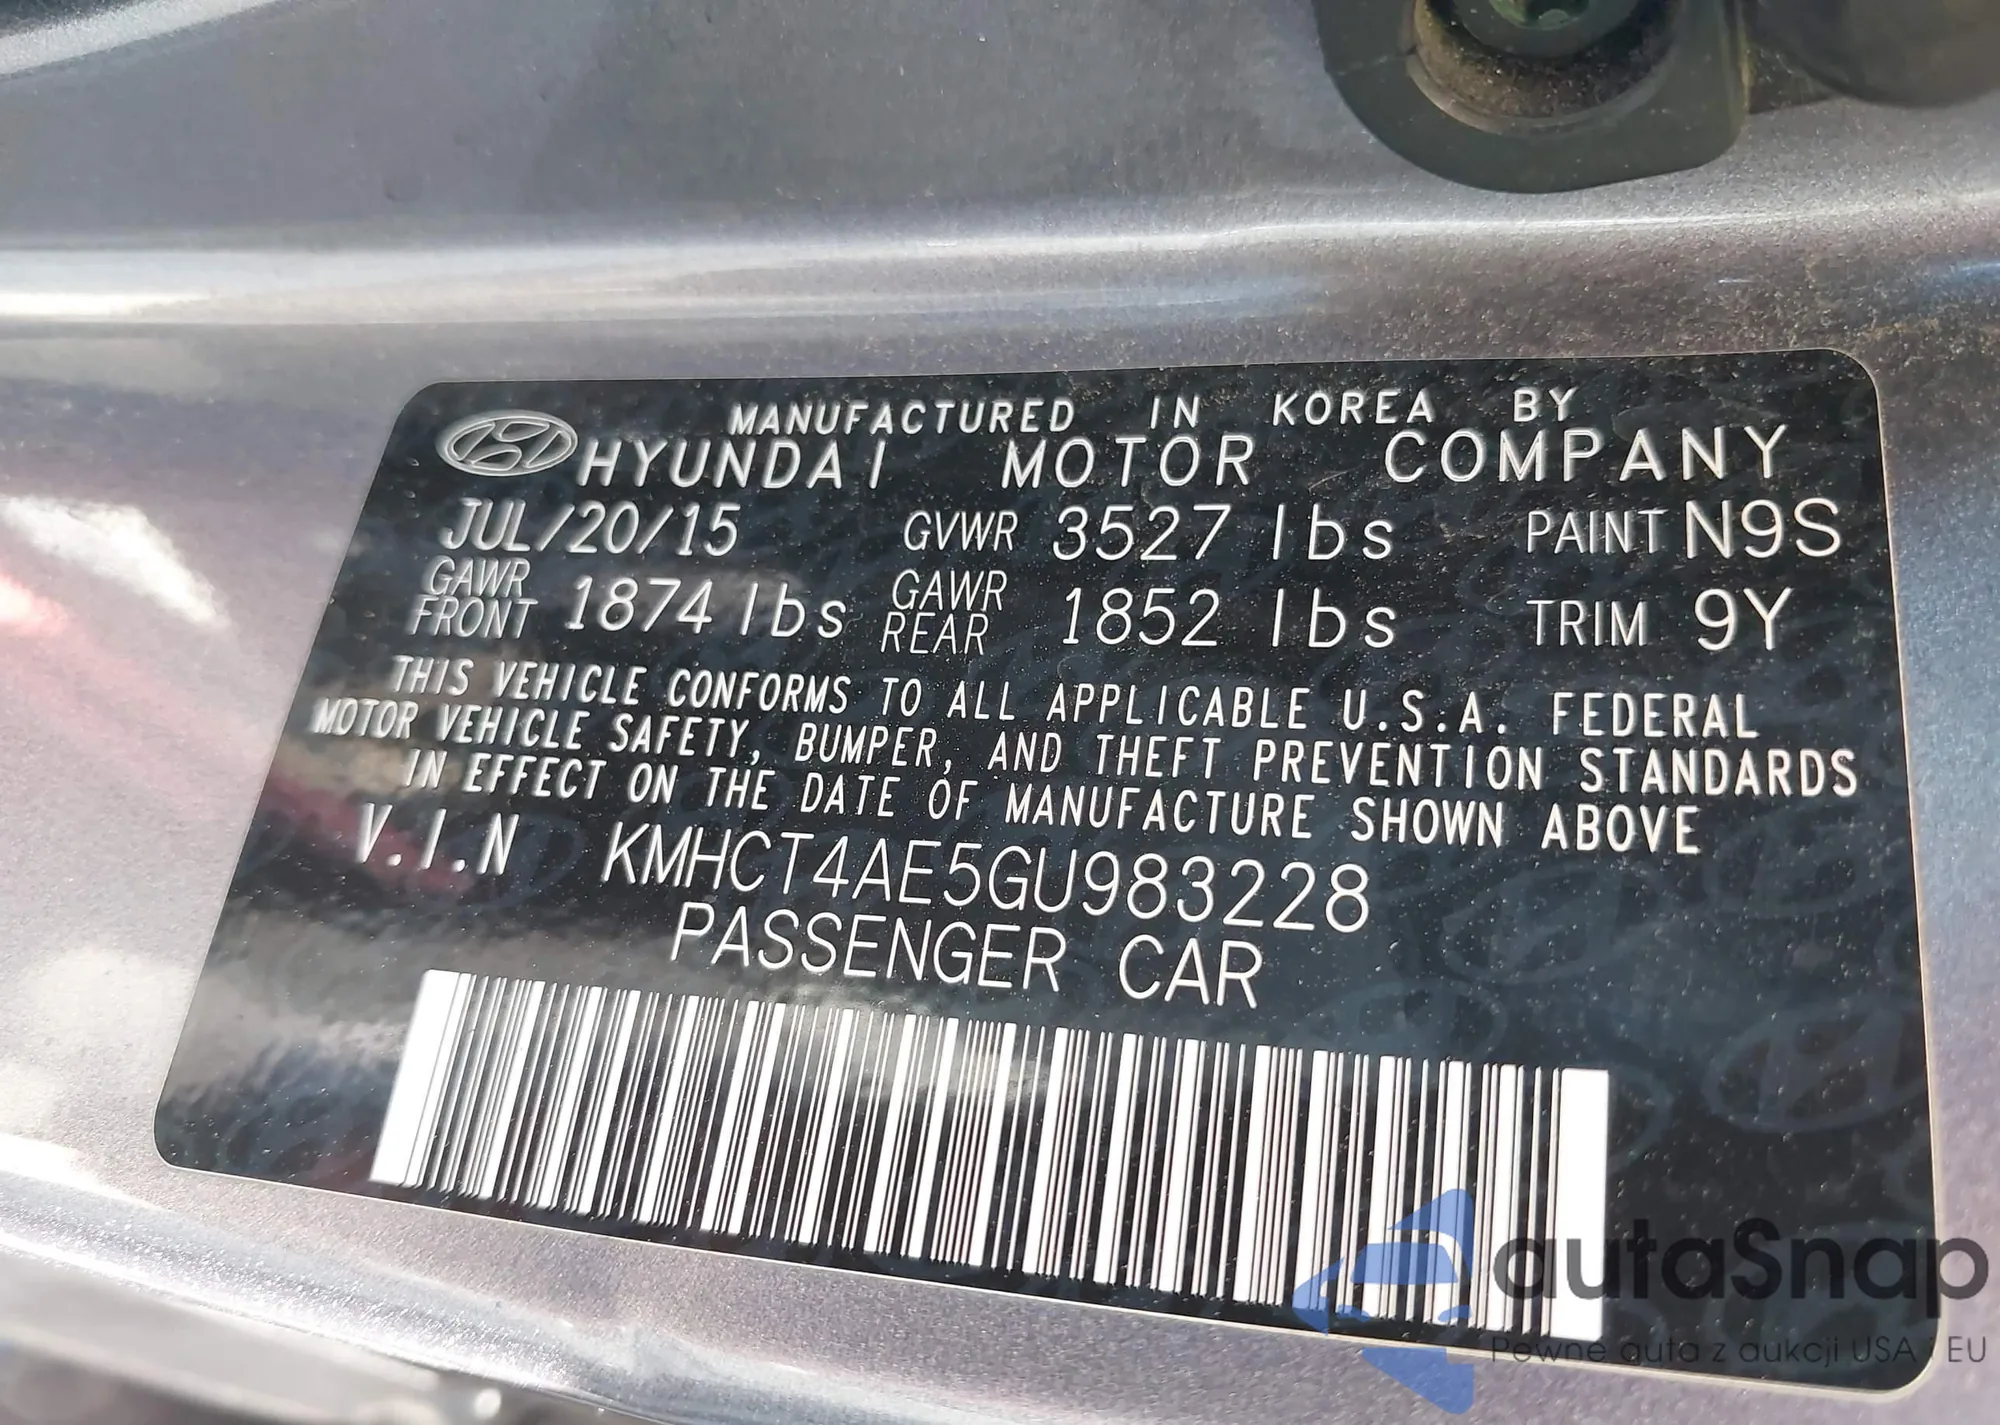 MANUFACTURED IN KOREA BY
HYUNDAI MOTOR COMPANY
JUL/20/15 GVWR 3527 lbs PAINT N9S
GAWR FRONT 1874 lbs GAWR REAR 1852 lbs TRIM 9Y
THIS VEHICLE CONFORMS TO ALL APPLICABLE U.S.A. FEDERAL
MOTOR VEHICLE SAFETY, BUMPER, AND THEFT PREVENTION STANDARDS
IN EFFECT ON THE DATE OF MANUFACTURE SHOWN ABOVE
V.I.N KMHCT4AE5GU983228
PASSENGER CAR
autaSnap
Pewne auta z aukcji USA i EU